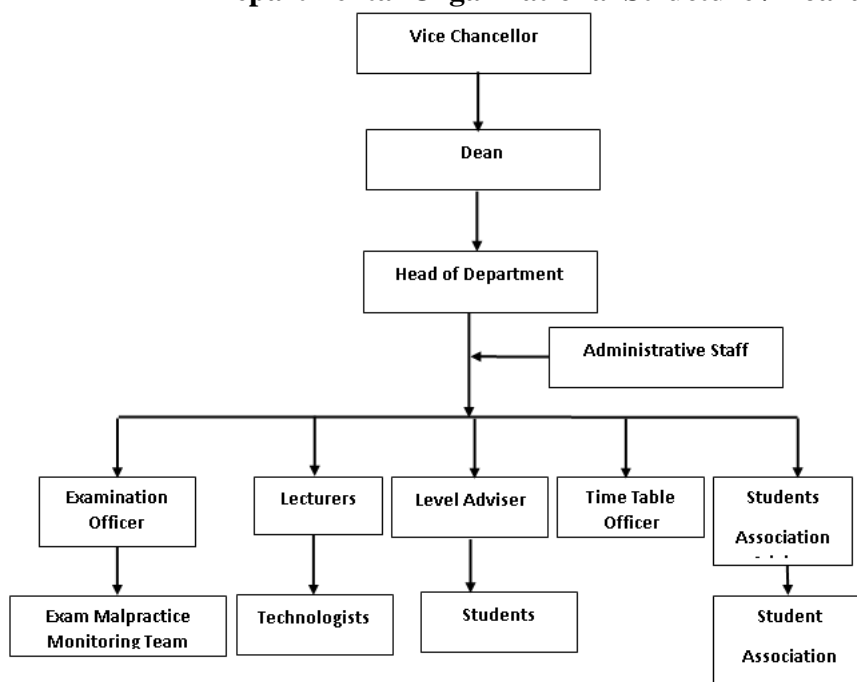 Vice Chancellor
Dean
Head of Department
Administrative Staff
Examination
Officer
Lecturers
Level Adviser
Time Table
Officer
Students
Association
Exam Malpractice
Monitoring Team
Technologists
Students
Student
Association